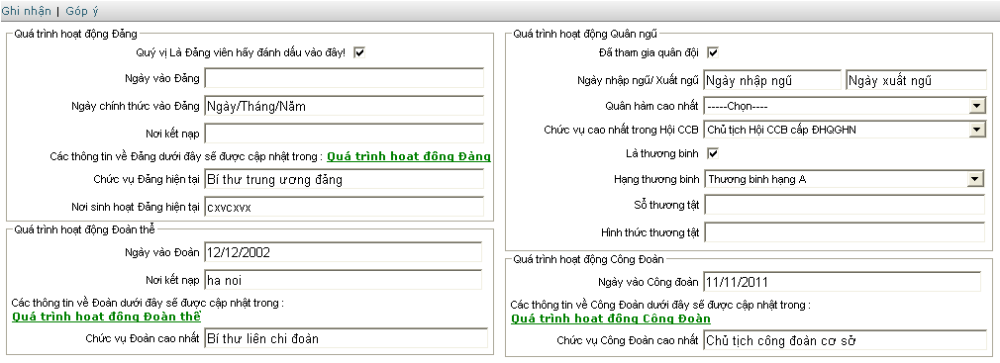 Ghi nhận | Góp ý
Quá trình hoạt động Đảng
Quý vị Là Đảng viên hãy đánh dấu vào đây!
Ngày vào Đảng
Ngày chính thức vào Đảng Ngày/Tháng/Năm
Nơi kết nạp
Các thông tin về Đảng dưới đây sẽ được cập nhật trong : Quá trình hoạt động Đảng
Chức vụ Đảng hiện tại Bí thư trung ương đảng
Nơi sinh hoạt Đảng hiện tại cxvcxvx
Quá trình hoạt động Đoàn thể
Ngày vào Đoàn 12/12/2002
Nơi kết nạp ha noi
Các thông tin về Đoàn dưới đây sẽ được cập nhật trong :
Quá trình hoạt động Đoàn thể
Chức vụ Đoàn cao nhất Bí thư liên chi đoàn
Quá trình hoạt động Quân ngũ
Đã tham gia quân đội
Ngày nhập ngũ/ Xuất ngũ Ngày nhập ngũ Ngày xuất ngũ
Quân hàm cao nhất -----Chọn----
Chức vụ cao nhất trong Hội CCB Chủ tịch Hội CCB cấp ĐHQGHN
Là thương binh
Hạng thương binh Thương binh hạng A
Sổ thương tật
Hình thức thương tật
Quá trình hoạt động Công Đoàn
Ngày vào Công đoàn 11/11/2011
Các thông tin về Công Đoàn dưới đây sẽ được cập nhật trong :
Quá trình hoạt động Công Đoàn
Chức vụ Công Đoàn cao nhất Chủ tịch công đoàn cơ sở